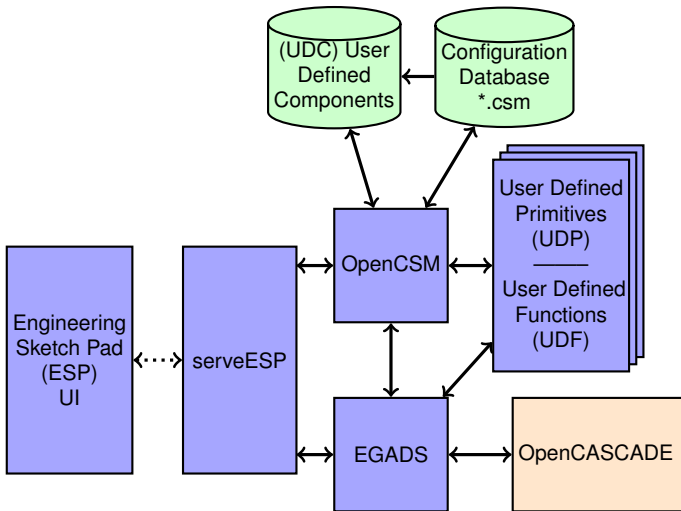 (UDC) User
Defined
Components
Configuration
Database
*.csm
User Defined
Primitives
(UDP)
User Defined
Functions
(UDF)
OpenCSM
Engineering
Sketch Pad
(ESP)
UI
serveESP
EGADS
OpenCASCADE